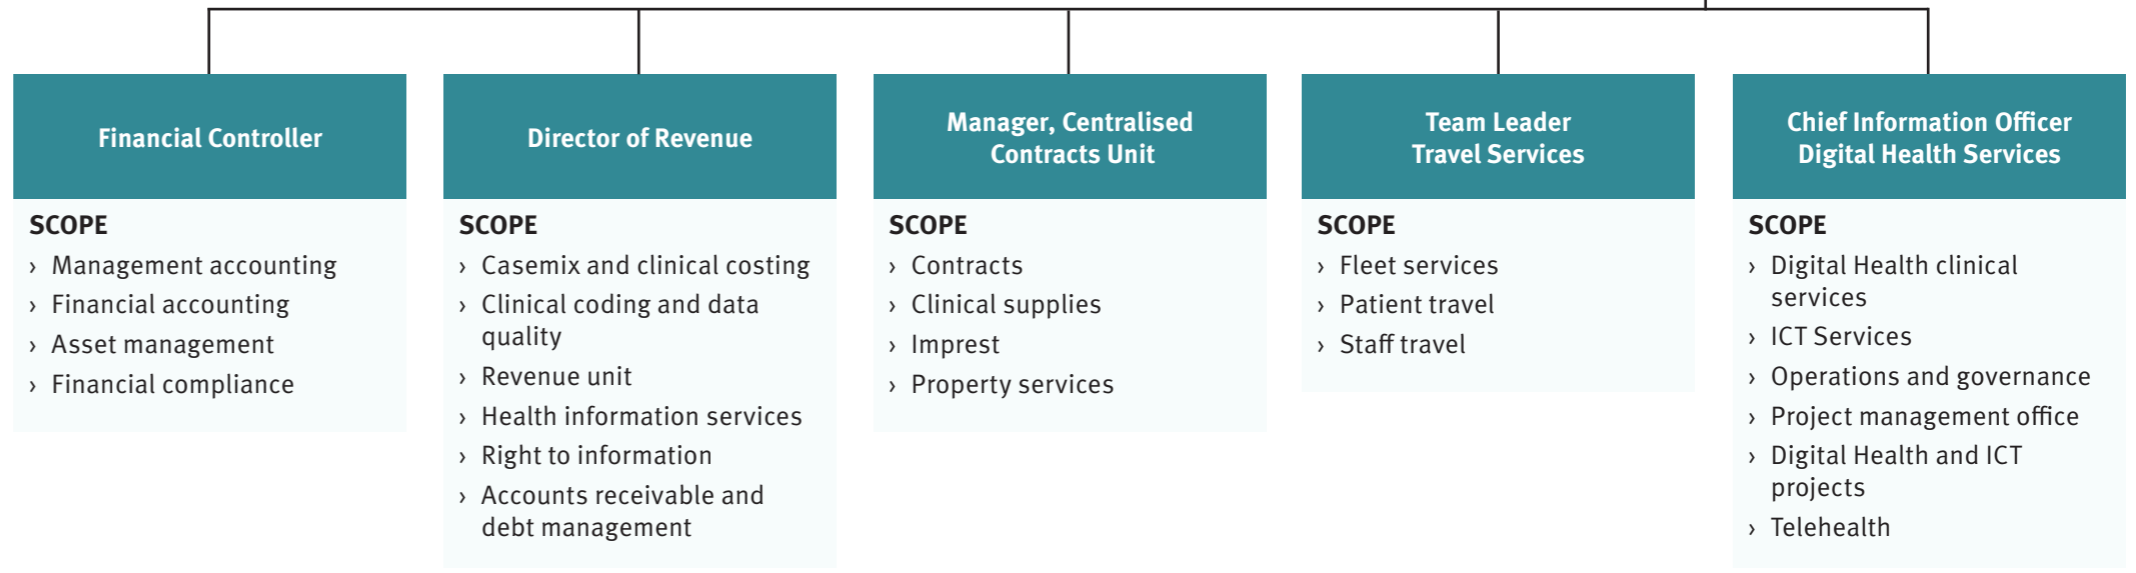 Financial Controller
SCOPE
› Management accounting
› Financial accounting
› Asset management
› Financial compliance
Director of Revenue
SCOPE
› Casemix and clinical costing
› Clinical coding and data
quality
› Revenue unit
› Health information services
› Right to information
› Accounts receivable and
debt management
Manager, Centralised
Contracts Unit
SCOPE
› Contracts
› Clinical supplies
› Imprest
› Property services
Team Leader
Travel Services
SCOPE
› Fleet services
› Patient travel
› Staff travel
Chief Information Officer
Digital Health Services
SCOPE
› Digital Health clinical
services
› ICT Services
› Operations and governance
› Project management office
› Digital Health and ICT
projects
› Telehealth